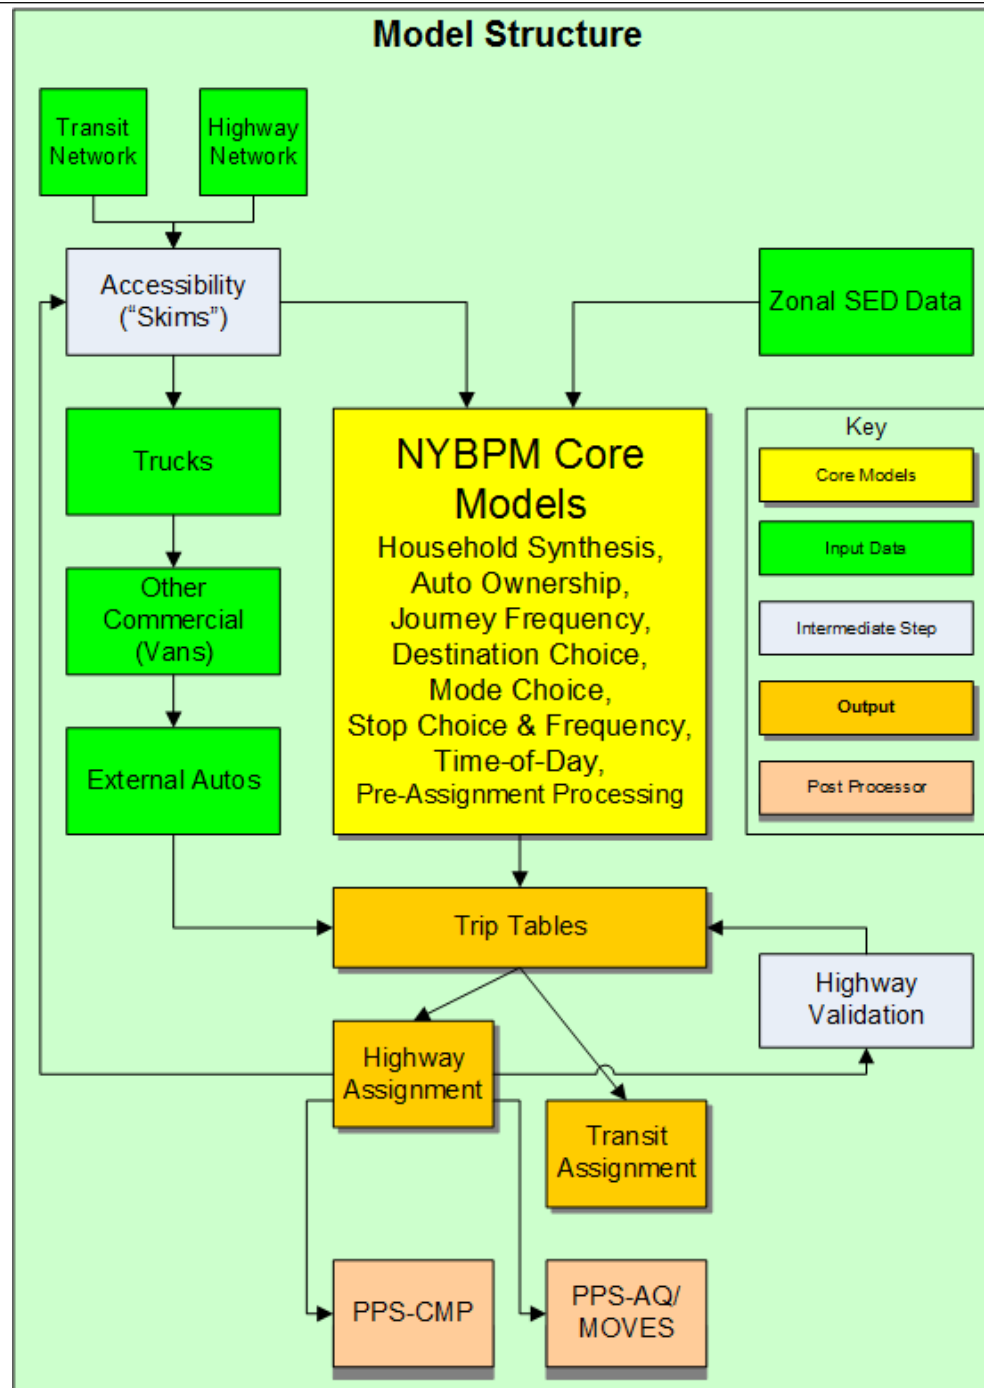 Model Structure
Transit
Network
Highway
Network
Accessibility
(“Skims”)
Zonal SED Data
Trucks
Other
Commercial
(Vans)
External Autos
NYBPM Core
Models
Household Synthesis,
Auto Ownership,
Journey Frequency,
Destination Choice,
Mode Choice,
Stop Choice & Frequency,
Time-of-Day,
Pre-Assignment Processing
Key
Core Models
Input Data
Intermediate Step
Output
Post Processor
Trip Tables
Highway
Validation
Highway
Assignment
Transit
Assignment
PPS-CMP
PPS-AQ/
MOVES